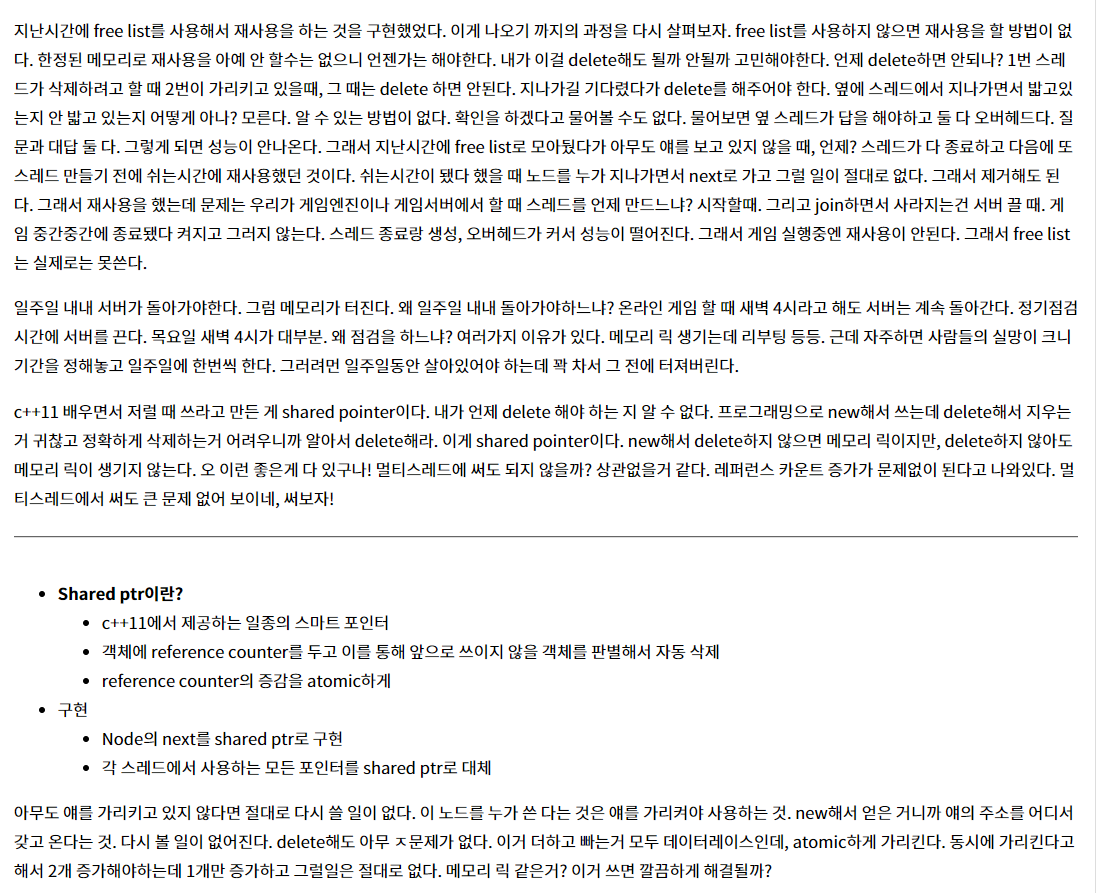 지난시간에 free list를 사용해서 재사용을 하는 것을 구현했었다. 이게 나오기 까지의 과정을 다시 살펴보자. free list를 사용하지 않으면 재사용을 할 방법이 없
다. 한정된 메모리로 재사용을 아예 안 할수는 없으니 언젠가는 해야한다. 내가 이걸 delete해도 될까 안될까 고민해야한다. 언제 delete하면 안되나? 1번 스레
드가 삭제하려고 할 때 2번이 가리키고 있을때, 그 때는 delete 하면 안된다. 지나가길 기다렸다가 delete를 해주어야 한다. 옆에 스레드에서 지나가면서 밟고있
는지 안 밟고 있는지 어떻게 아나? 모른다. 알 수 있는 방법이 없다. 확인을 하겠다고 물어볼 수도 없다. 물어보면 옆 스레드가 답을 해야하고 둘 다 오버헤드다. 질
문과 대답 둘 다. 그렇게 되면 성능이 안나온다. 그래서 지난시간에 free list로 모아뒀다가 아무도 얘를 보고 있지 않을 때, 언제? 스레드가 다 종료하고 다음에 또
스레드 만들기 전에 쉬는시간에 재사용했던 것이다. 쉬는시간이 됐다 했을 때 노드를 누가 지나가면서 next로 가고 그럴 일이 절대로 없다. 그래서 제거해도 된
다. 그래서 재사용을 했는데 문제는 우리가 게임엔진이나 게임서버에서 할 때 스레드를 언제 만드느냐? 시작할때. 그리고 join하면서 사라지는건 서버 끌 때. 게
임 중간중간에 종료됐다 켜지고 그러지 않는다. 스레드 종료랑 생성, 오버헤드가 커서 성능이 떨어진다. 그래서 게임 실행중엔 재사용이 안된다. 그래서 free list
는 실제로는 못쓴다.
일주일 내내 서버가 돌아가야한다. 그럼 메모리가 터진다. 왜 일주일 내내 돌아가야하느냐? 온라인 게임 할 때 새벽 4시라고 해도 서버는 계속 돌아간다. 정기점검
시간에 서버를 끈다. 목요일 새벽 4시가 대부분. 왜 점검을 하느냐? 여러가지 이유가 있다. 메모리 릭 생기는데 리부팅 등등. 근데 자주하면 사람들의 실망이 크니
기간을 정해놓고 일주일에 한번씩 한다. 그러려먼 일주일동안 살아있어야 하는데 꽉 차서 그 전에 터져버린다.
c++11 배우면서 저럴 때 쓰라고 만든 게 shared pointer이다. 내가 언제 delete 해야 하는 지 알 수 없다. 프로그래밍으로 new해서 쓰는데 delete해서 지우는
거 귀찮고 정확하게 삭제하는거 어려우니까 알아서 delete해라. 이게 shared pointer이다. new해서 delete하지 않으면 메모리 릭이지만, delete하지 않아도
메모리 릭이 생기지 않는다. 오 이런 좋은게 다 있구나! 멀티스레드에 써도 되지 않을까? 상관없을거 같다. 레퍼런스 카운트 증가가 문제없이 된다고 나와있다. 멀
티스레드에서 써도 큰 문제 없어 보이네, 써보자!
• Shared ptr이란?
• c++11에서 제공하는 일종의 스마트 포인터
• 객체에 reference counter를 두고 이를 통해 앞으로 쓰이지 않을 객체를 판별해서 자동 삭제
• reference counter의 증감을 atomic하게
• 구현
• Node의 next를 shared ptr로 구현
• 각 스레드에서 사용하는 모든 포인터를 shared ptr로 대체
아무도 얘를 가리키고 있지 않다면 절대로 다시 쓸 일이 없다. 이 노드를 누가 쓴 다는 것은 얘를 가리켜야 사용하는 것. new해서 얻은 거니까 얘의 주소를 어디서
갖고 온다는 것. 다시 볼 일이 없어진다. delete해도 아무 ㅈ문제가 없다. 이거 더하고 빠는거 모두 데이터레이스인데, atomic하게 가리킨다. 동시에 가리킨다고
해서 2개 증가해야하는데 1개만 증가하고 그럴일은 절대로 없다. 메모리 릭 같은거? 이거 쓰면 깔끔하게 해결될까?